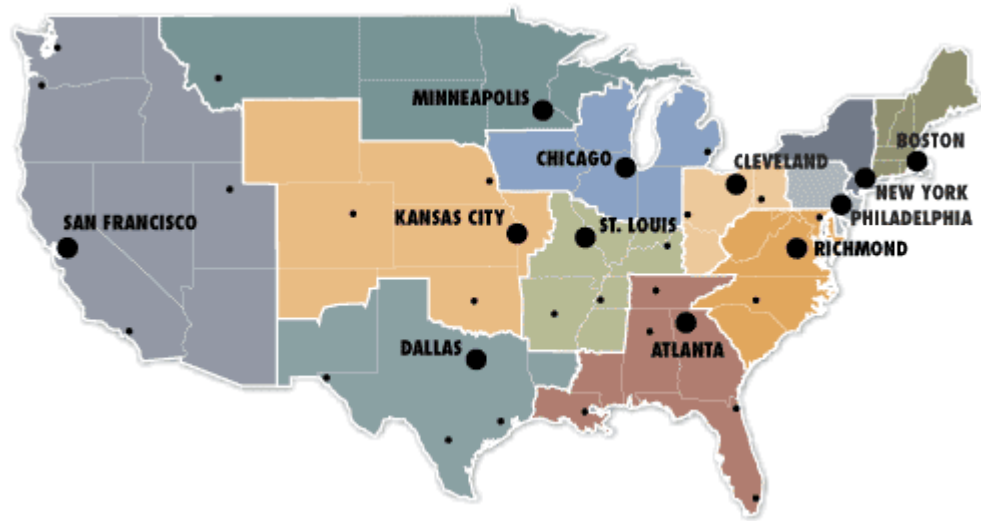 MINNEAPOLIS
BOSTON
CHICAGO
CLEVELAND
NEW YORK
SAN FRANCISCO
KANSAS CITY
ST. LOUIS
PHILADELPHIA
RICHMOND
DALLAS
ATLANTA